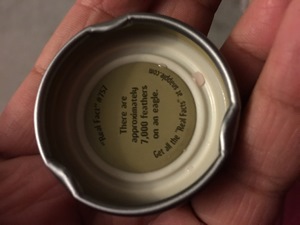 "Real Fact" #757
There are
approximately
7,000 feathers
on an eagle.
Get all the "Real Facts"
at snapple.com